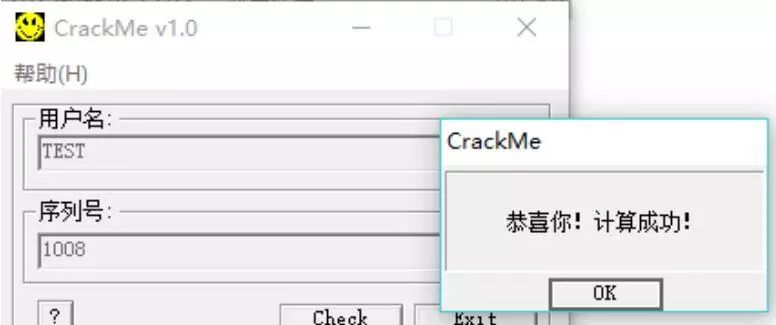 CrackMe v1.0
帮助(H)
用户名:
TEST
序列号:
1008
?
Check
Exit
CrackMe
恭喜你! 计算成功!
OK